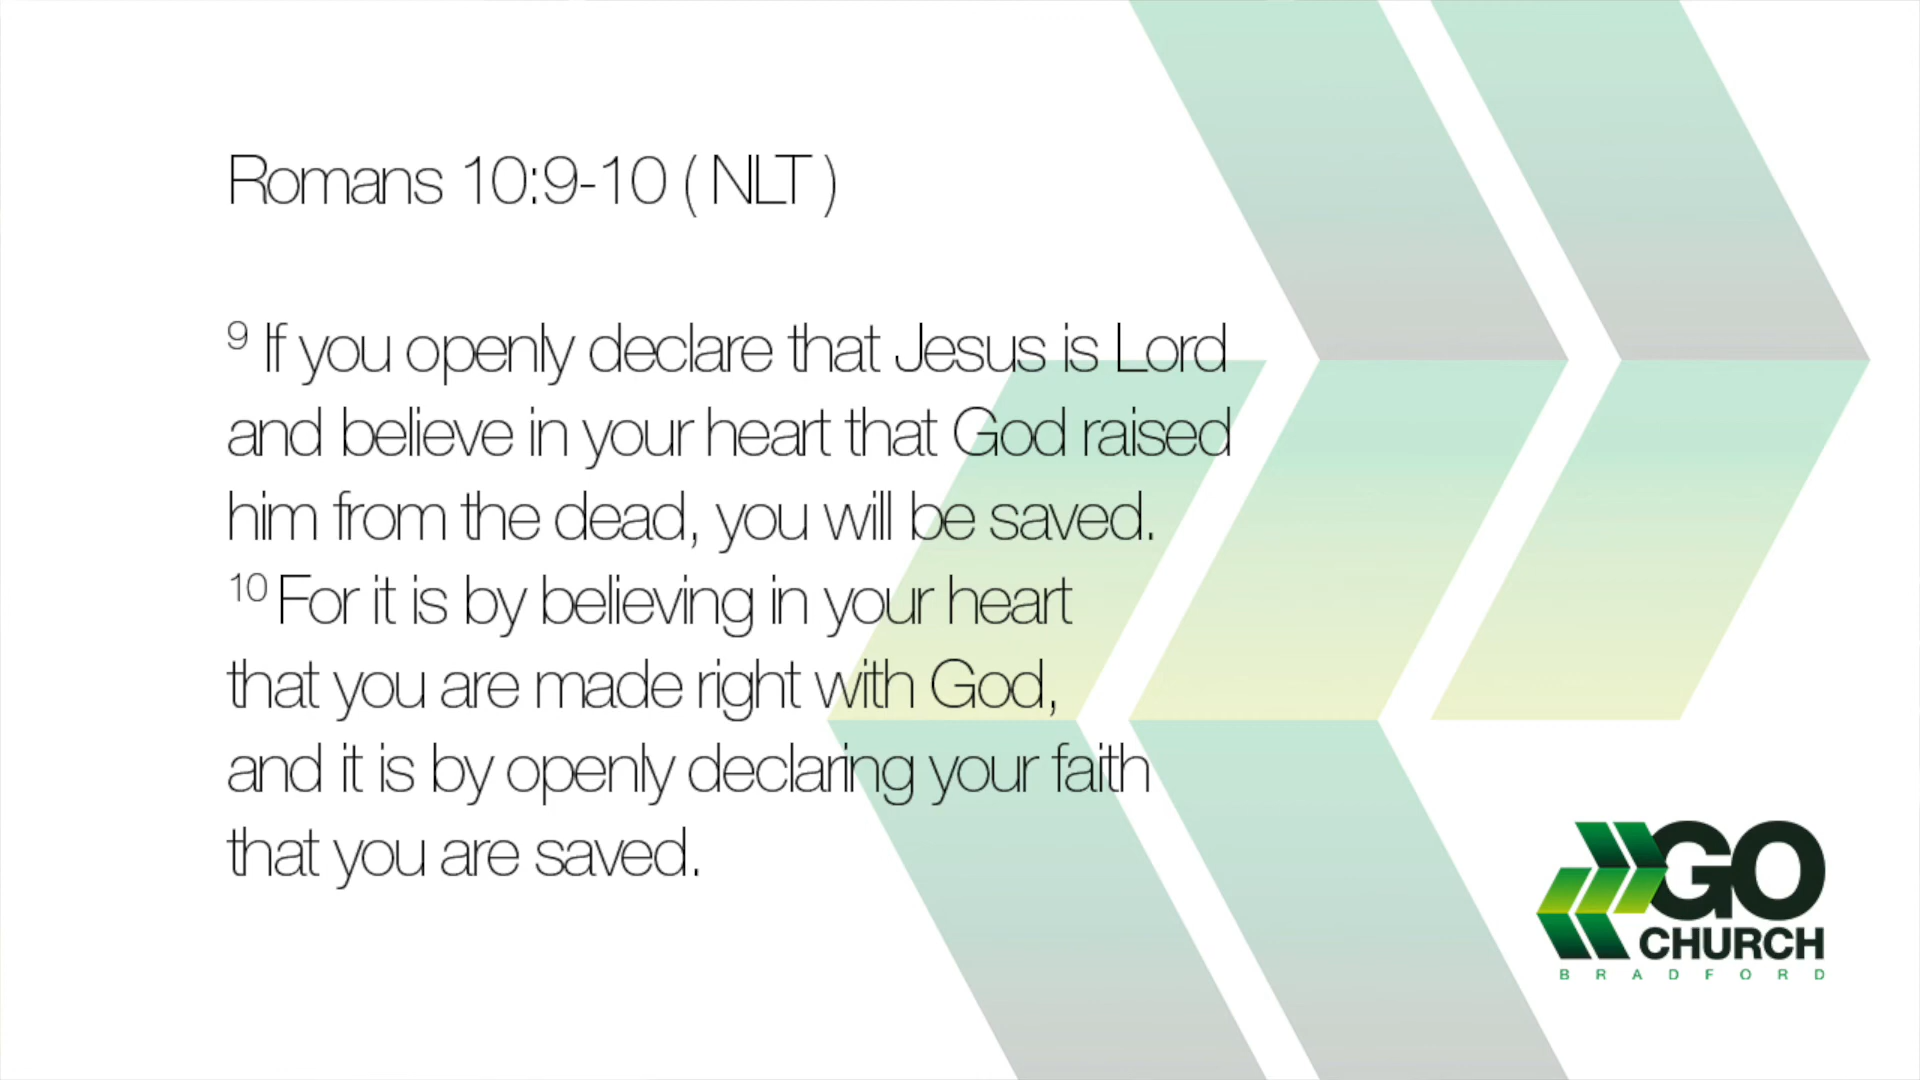 Romans 10:9-10 ( NLT )
9 If you openly declare that Jesus is Lord
and believe in your heart that God raised
him from the dead, you will be saved.
10 For it is by believing in your heart
that you are made right with God,
and it is by openly declaring your faith
that you are saved.
GO
CHURCH
BRADFORD